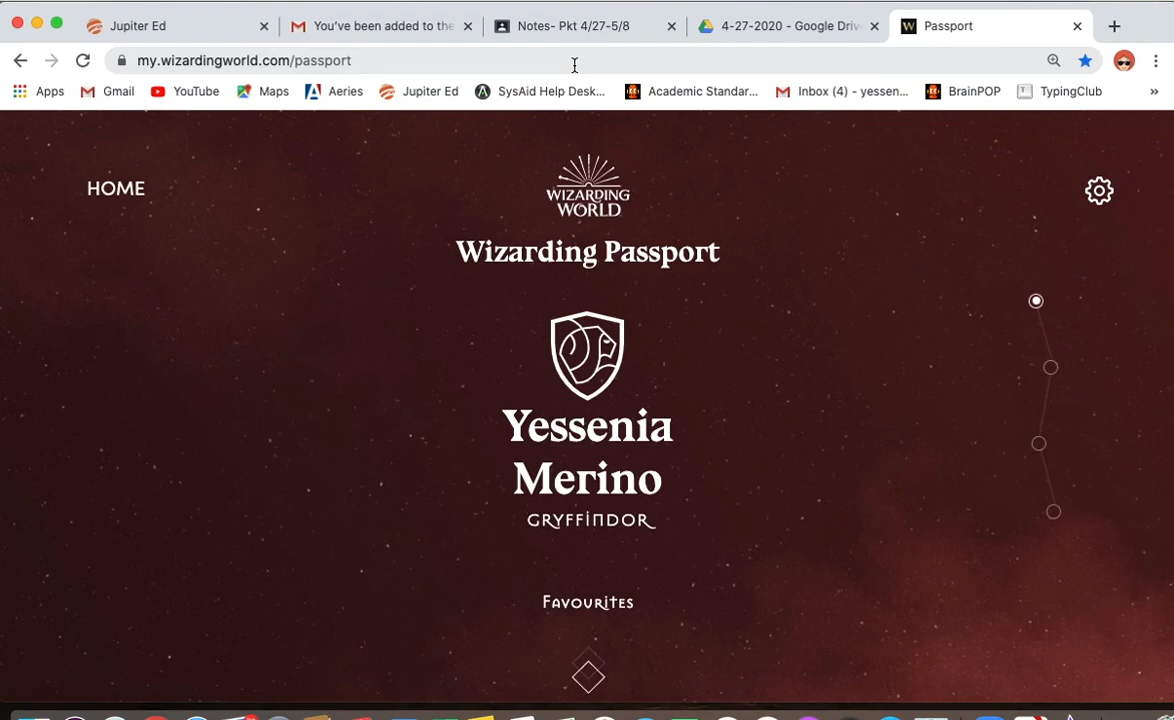 Jupiter Ed
You've been added to the
Notes- Pkt 4/27-5/8
4-27-2020 - Google Driv
Passport
my.wizardingworld.com/passport
Apps
Gmail
YouTube
Maps
Aeries
Jupiter Ed
SysAid Help Desk...
Academic Standar...
Inbox (4) - yessen...
BrainPOP
TypingClub
»
HOME
WIZARDING
WORLD
Wizarding Passport
Yessenia
Merino
GRYFFINDOR
Favourites